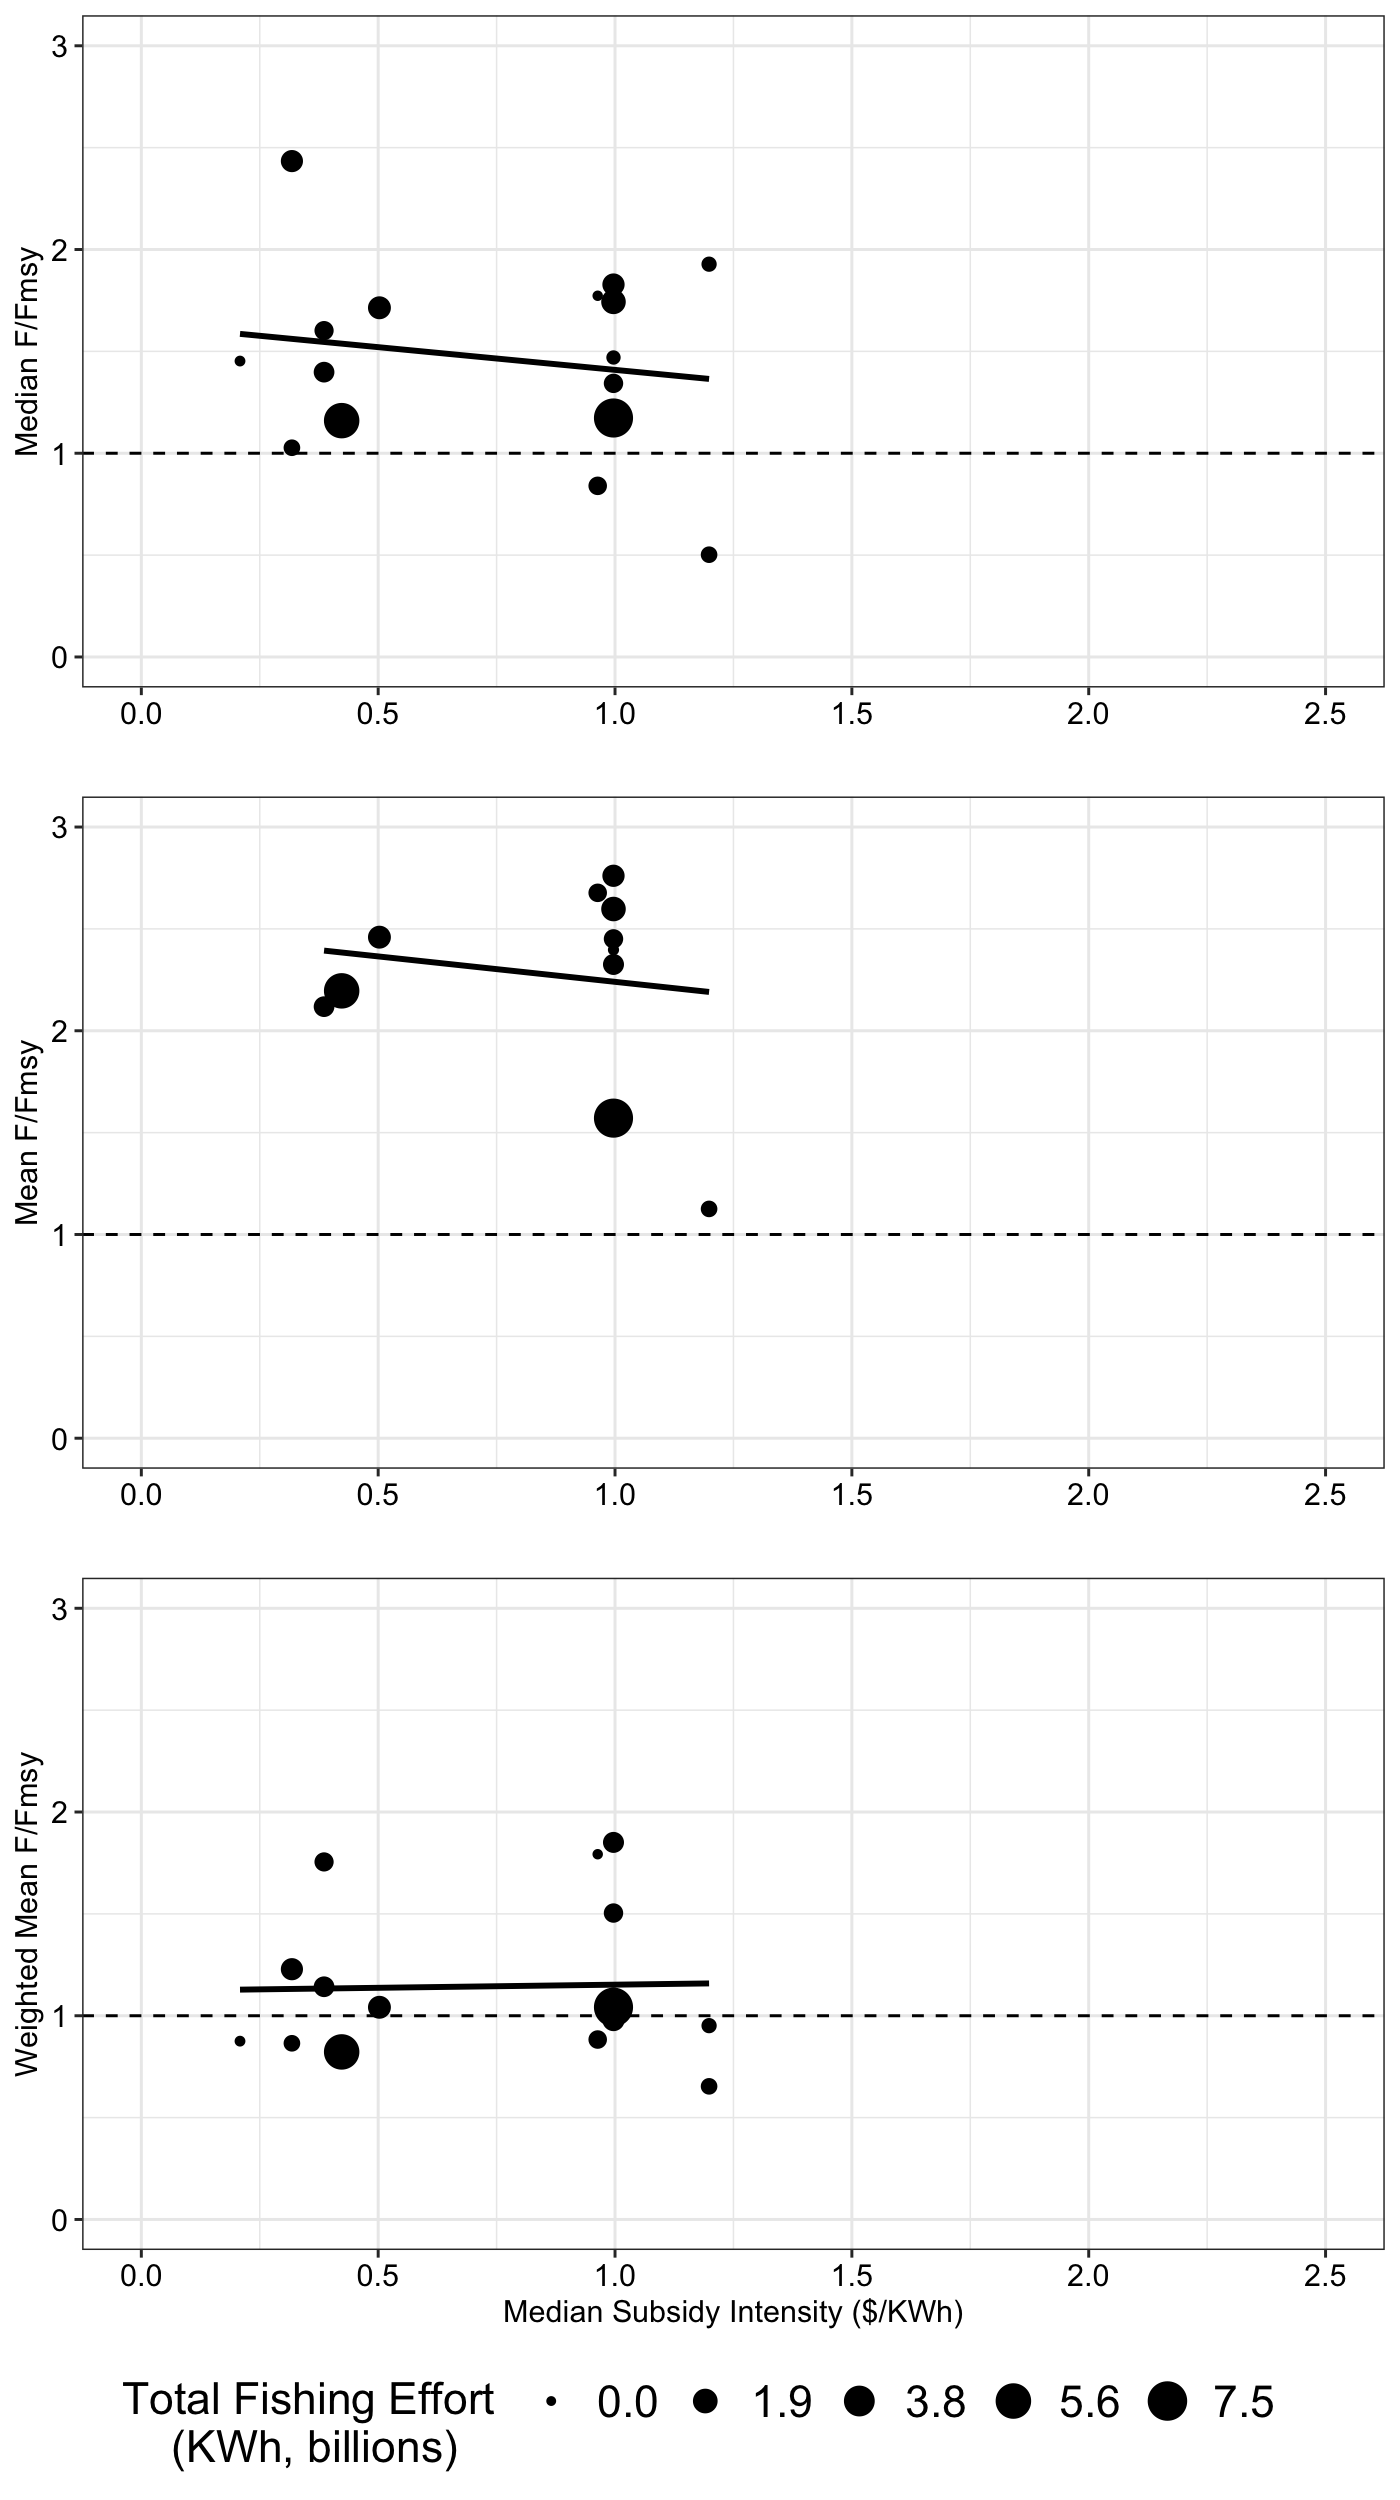 3
2
1
0
Median F/Fmsy
0.0 0.5 1.0 1.5 2.0 2.5
3
2
1
0
Mean F/Fmsy
0.0 0.5 1.0 1.5 2.0 2.5
3
2
1
0
Weighted Mean F/Fmsy
0.0 0.5 1.0 1.5 2.0 2.5
Median Subsidy Intensity ($/KWh)
Total Fishing Effort 0.0 1.9 3.8 5.6 7.5
(KWh, billions)